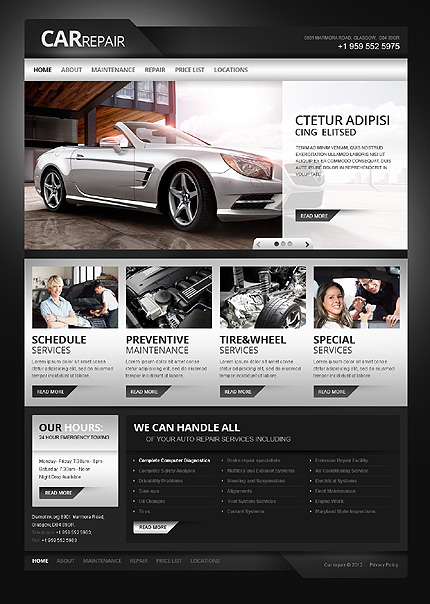 CARREPAIR
8901 MARMORA ROAD, GLASGOW, D04 89GR
+1 959 552 5975
HOME ABOUT MAINTENANCE REPAIR PRICE LIST LOCATIONS
CTETUR ADIPISI
CING ELITSED
TENIM AD MINIM VENIAM, QUIS NOSTRUD
EXERCITATION ULLAMCO LABORIS NISI UT
ALIQUIP EX EA COMMODO CONSEQUAT. DUIS
AUTE IRURE DOLOR IN REPREHENDERIT IN
VOLUPTATE
READ MORE
SCHEDULE
SERVICES
Lorem ipsum dolor sit amet conse
ctetur adipisicing elit, sed do eiusmod
tempor incididunt ut labore.
READ MORE
PREVENTIVE
MAINTENANCE
Lorem ipsum dolor sit amet conse
ctetur adipisicing elit, sed do eiusmod
tempor incididunt ut labore.
READ MORE
TIRE&WHEEL
SERVICES
Lorem ipsum dolor sit amet conse
ctetur adipisicing elit, sed do eiusmod
tempor incididunt ut labore.
READ MORE
SPECIAL
SERVICES
Lorem ipsum dolor sit amet conse
ctetur adipisicing elit, sed do eiusmod
tempor incididunt ut labore.
READ MORE
OUR HOURS:
24 HOUR EMERGENCY TOWING
Monday - Friday: 7:30am - 6pm
Saturday: 7:30am - Noon
Night Drop Available
READ MORE
Demolink.org 8901 Marmora Road,
Glasgow, D04 89GR.
Telephone: +1 959 552 5963;
FAX: +1 959 552 5963
WE CAN HANDLE ALL
OF YOUR AUTO REPAIR SERVICES INCLUDING
Complete Computer Diagnostics
Complete Safety Analysis
Drivability Problems
Tune-ups
Oil Changes
Tires
Brake repair specialists
Mufflers and Exhaust Systems
Steering and Suspensions
Alignments
Fuel System Services
Coolant Systems
Emission Repair Facility
Air Conditioning Service
Electrical Systems
Fleet Maintenance
Engine Work
Maryland State Inspections
READ MORE
HOME ABOUT MAINTENANCE REPAIR PRICE LIST LOCATIONS
Car repair © 2012 Privacy Policy